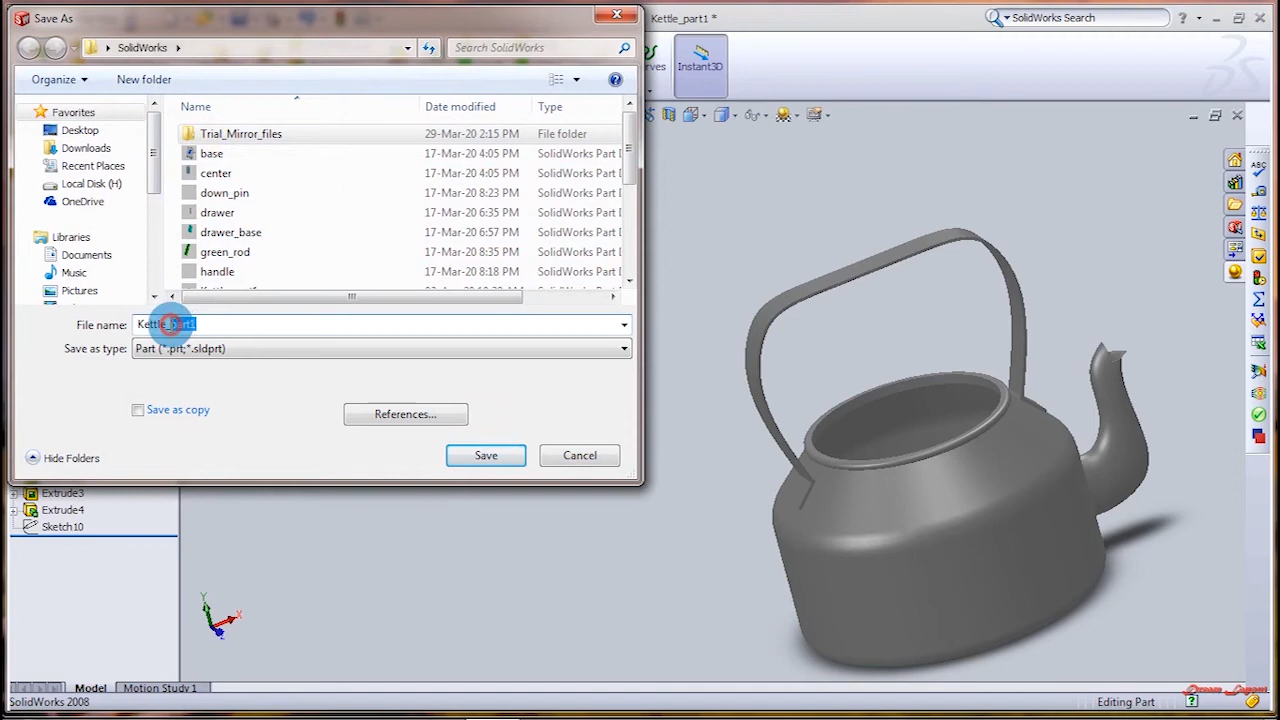 Save As
Kettle_part1 *
SolidWorks Search
SolidWorks
Search SolidWorks
Instant3D
Organize
New folder
Favorites
Desktop
Downloads
Recent Places
Local Disk (H)
OneDrive
Libraries
Documents
Music
Pictures
Name Date modified Type
Trial_Mirror_files 29-Mar-20 2:15 PM File folder
base 17-Mar-20 4:05 PM SolidWorks Part D
center 17-Mar-20 4:05 PM SolidWorks Part D
down_pin 17-Mar-20 8:23 PM SolidWorks Part D
drawer 17-Mar-20 6:35 PM SolidWorks Part D
drawer_base 17-Mar-20 6:57 PM SolidWorks Part D
green_rod 17-Mar-20 8:35 PM SolidWorks Part D
handle 17-Mar-20 8:18 PM SolidWorks Part D
File name: Kettle_part1
Save as type: Part (*.prt;*.sldprt)
Save as copy
References...
Hide Folders
Save
Cancel
Extrude3
Extrude4
Sketch10
Y
X
Z
ABC
Model
Motion Study 1
SolidWorks 2008
Editing Part